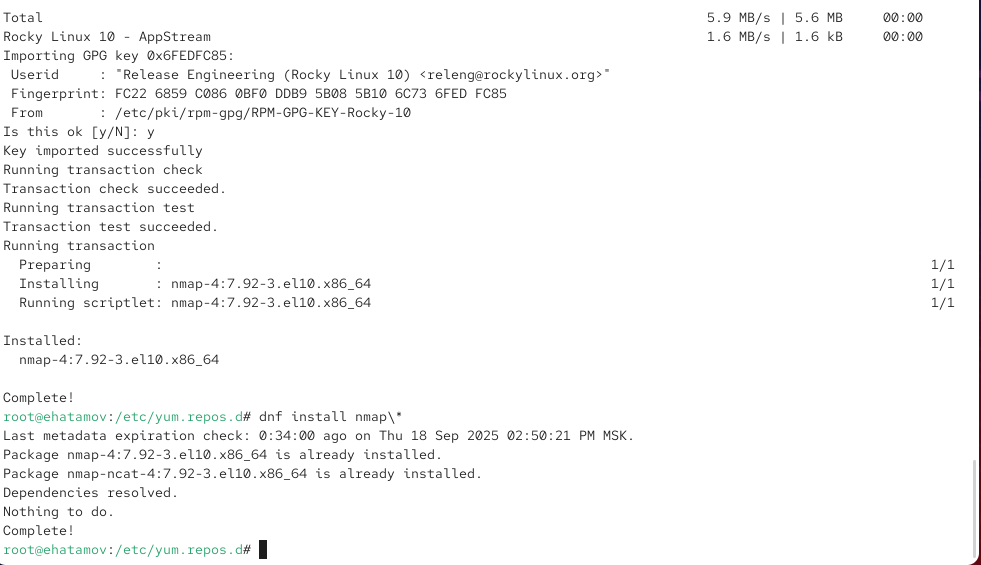 Total 5.9 MB/s | 5.6 MB 00:00
Rocky Linux 10 - AppStream 1.6 MB/s | 1.6 kB 00:00
Importing GPG key 0x6FEDFC85:
 Userid     : "Release Engineering (Rocky Linux 10) <releng@rockylinux.org>"
 Fingerprint: FC22 6859 C086 0BF0 DDB9 5B08 5B10 6C73 6FED FC85
 From       : /etc/pki/rpm-gpg/RPM-GPG-KEY-Rocky-10
Is this ok [y/N]: y
Key imported successfully
Running transaction check
Transaction check succeeded.
Running transaction test
Transaction test succeeded.
Running transaction
  Preparing        : 1/1
  Installing       : nmap-4:7.92-3.el10.x86_64 1/1
  Running scriptlet: nmap-4:7.92-3.el10.x86_64 1/1
Installed:
  nmap-4:7.92-3.el10.x86_64
Complete!
root@ehatamov:/etc/yum.repos.d# dnf install nmap\*
Last metadata expiration check: 0:34:00 ago on Thu 18 Sep 2025 02:50:21 PM MSK.
Package nmap-4:7.92-3.el10.x86_64 is already installed.
Package nmap-ncat-4:7.92-3.el10.x86_64 is already installed.
Dependencies resolved.
Nothing to do.
Complete!
root@ehatamov:/etc/yum.repos.d#